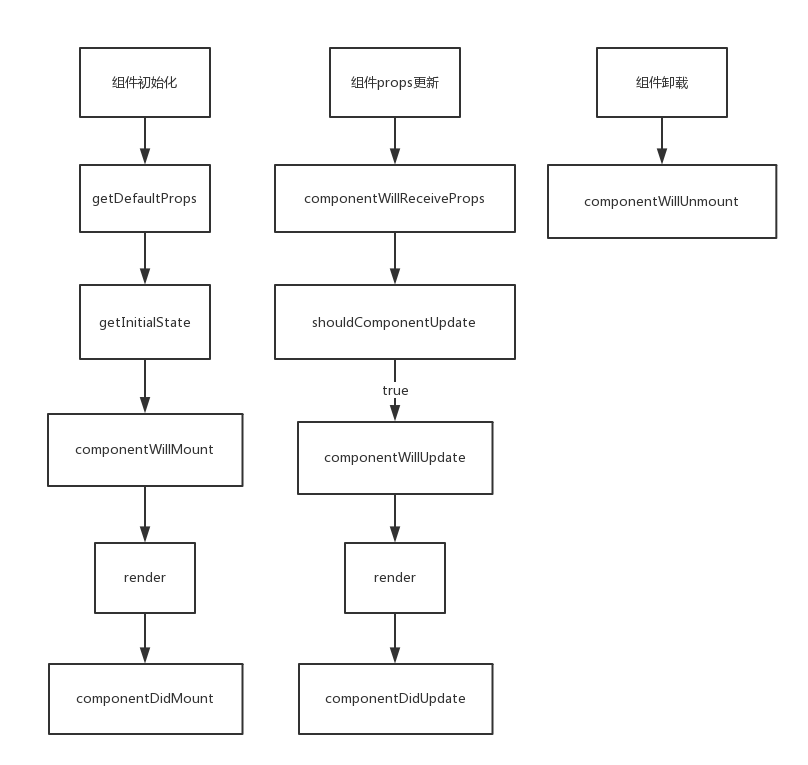 组件初始化
getDefaultProps
getInitialState
componentWillMount
render
componentDidMount
组件props更新
componentWillReceiveProps
shouldComponentUpdate
true
componentWillUpdate
render
componentDidUpdate
组件卸载
componentWillUnmount